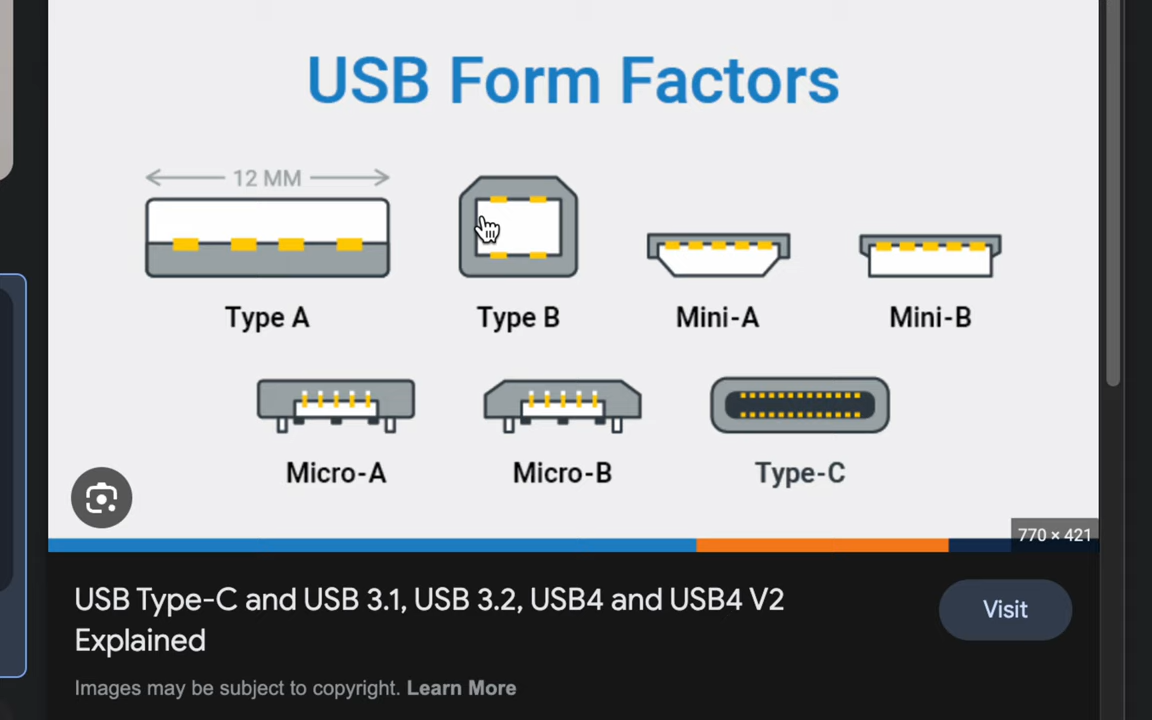 USB Form Factors
12 MM
Type A
Type B
Mini-A
Mini-B
Micro-A
Micro-B
Type-C
770 × 421
USB Type-C and USB 3.1, USB 3.2, USB4 and USB4 V2
Explained
Visit
Images may be subject to copyright. Learn More